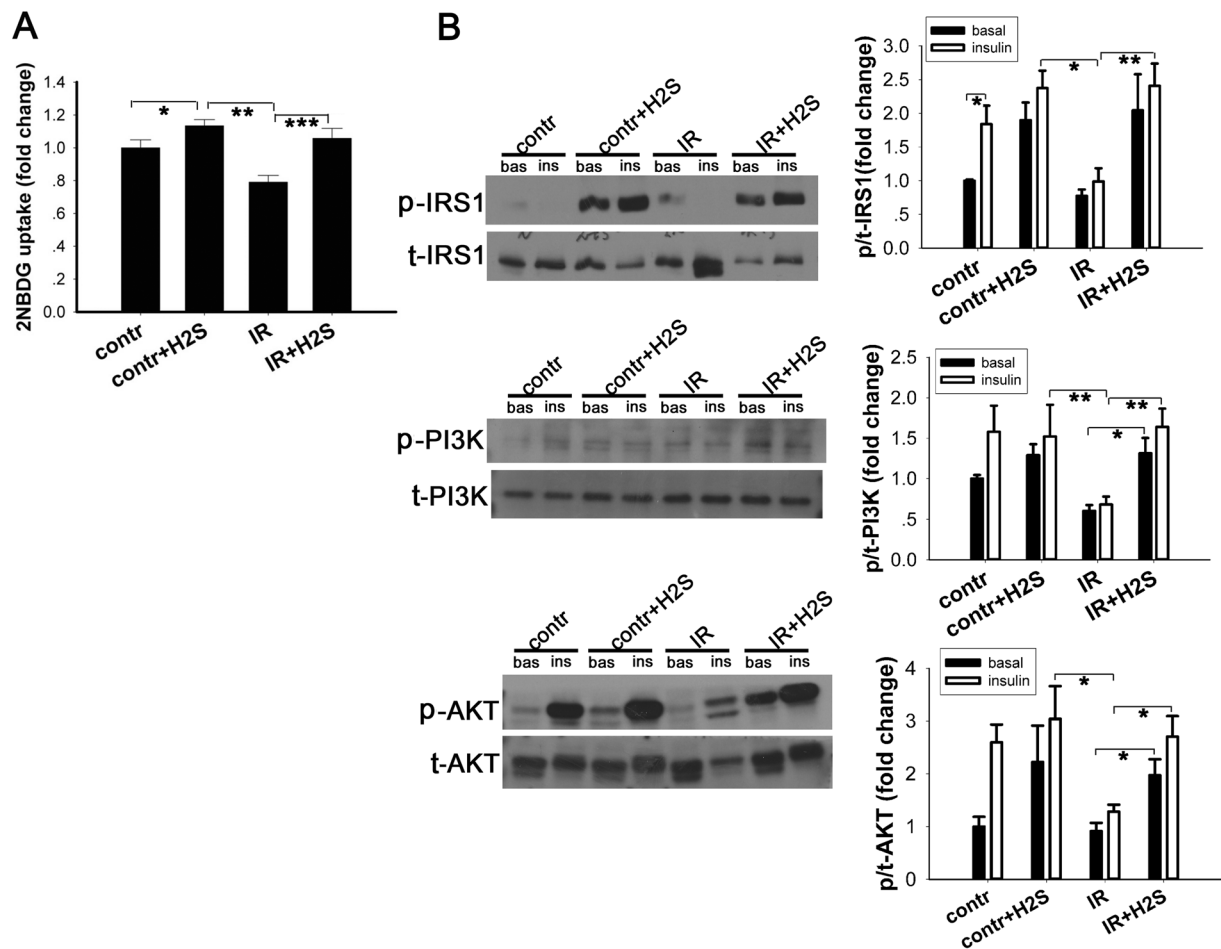 A
2NBDG uptake (fold change)
1.4
1.2
1.0
.8
.6
.4
.2
0.0
*
**
***
contr
contr+H2S
IR
IR+H2S
B
contr
contr+H2S
IR
IR+H2S
bas ins bas ins bas ins bas ins
p-IRS1
t-IRS1
p/t-IRS1(fold change)
basal
insulin
3.0
2.5
2.0
1.5
1.0
.5
0.0
*
*
**
contr
contr+H2S
IR
IR+H2S
contr
contr+H2S
IR
IR+H2S
bas ins bas ins bas ins bas ins
p-PI3K
t-PI3K
p/t-PI3K (fold change)
basal
insulin
2.5
2.0
1.5
1.0
.5
0.0
**
**
*
contr
contr+H2S
IR
IR+H2S
contr
contr+H2S
IR
IR+H2S
bas ins bas ins bas ins bas ins
p-AKT
t-AKT
p/t-AKT (fold change)
basal
insulin
4
3
2
1
0
*
*
*
contr
contr+H2S
IR
IR+H2S